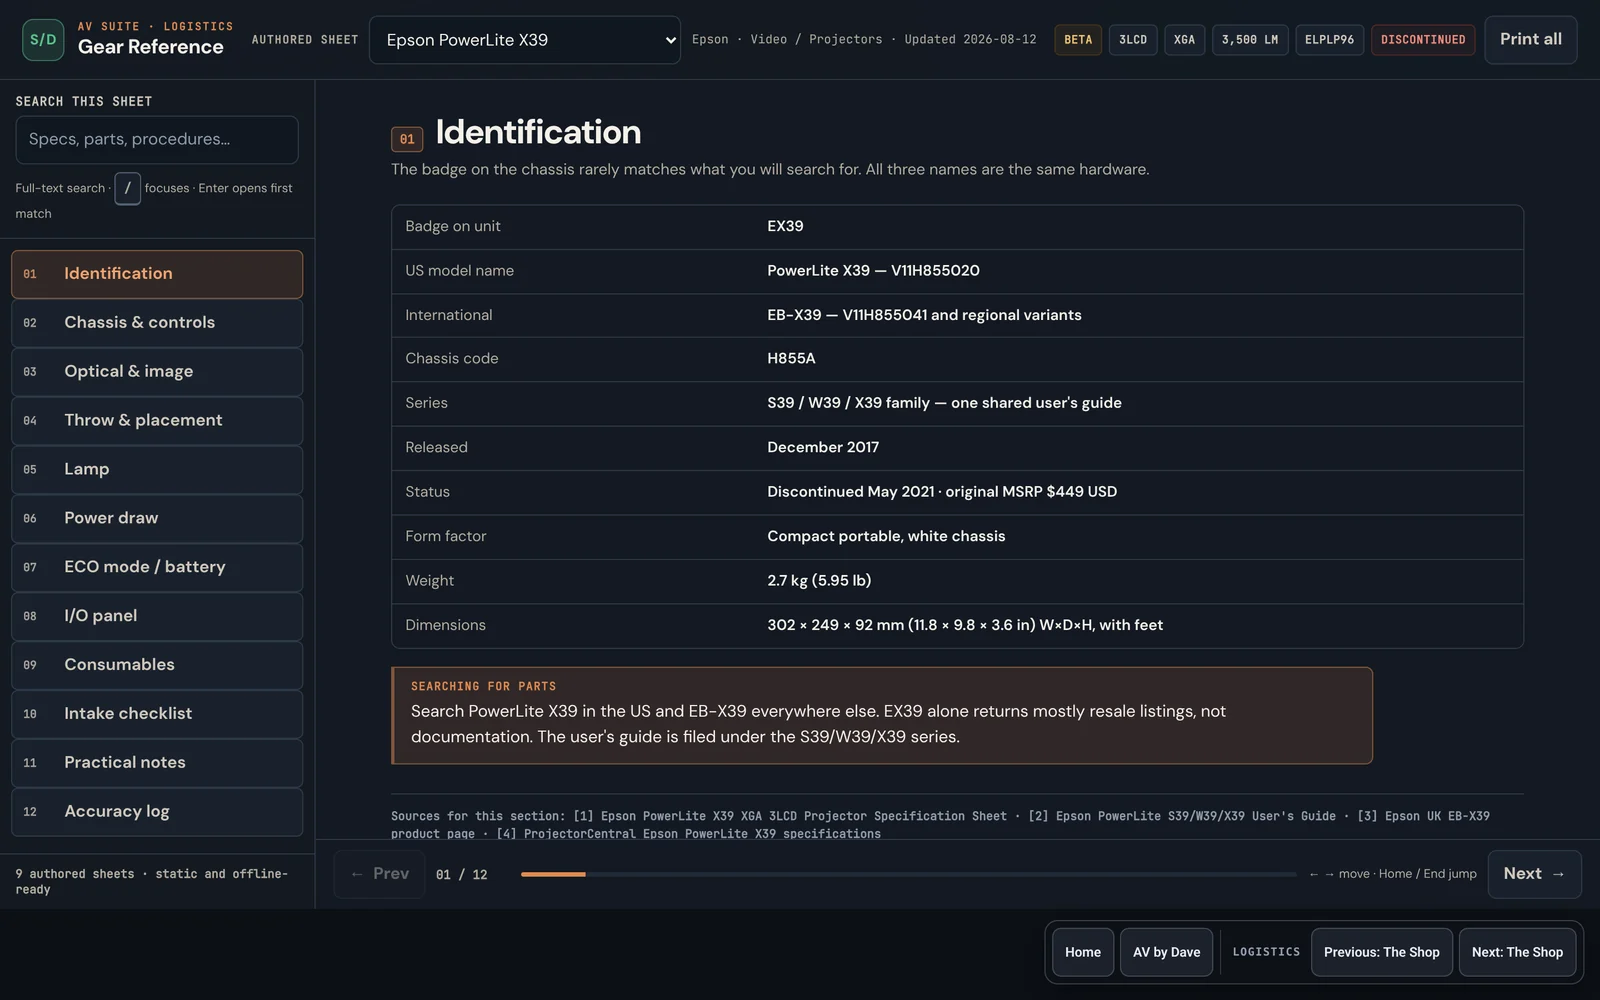 S/D
AV SUITE · LOGISTICS
Gear Reference
AUTHORED SHEET
Epson PowerLite X39
Epson · Video / Projectors · Updated 2026-08-12
BETA
3LCD
XGA
3,500 LM
ELPLP96
DISCONTINUED
Print all
SEARCH THIS SHEET
Specs, parts, procedures...
Full-text search · / focuses · Enter opens first
match
01 Identification
02 Chassis & controls
03 Optical & image
04 Throw & placement
05 Lamp
06 Power draw
07 ECO mode / battery
08 I/O panel
09 Consumables
10 Intake checklist
11 Practical notes
12 Accuracy log
9 authored sheets · static and offline-
ready
01 Identification
The badge on the chassis rarely matches what you will search for. All three names are the same hardware.
Badge on unit EX39
US model name PowerLite X39 — V11H855020
International EB-X39 — V11H855041 and regional variants
Chassis code H855A
Series S39 / W39 / X39 family — one shared user's guide
Released December 2017
Status Discontinued May 2021 · original MSRP $449 USD
Form factor Compact portable, white chassis
Weight 2.7 kg (5.95 lb)
Dimensions 302 × 249 × 92 mm (11.8 × 9.8 × 3.6 in) W×D×H, with feet
SEARCHING FOR PARTS
Search PowerLite X39 in the US and EB-X39 everywhere else. EX39 alone returns mostly resale listings, not
documentation. The user's guide is filed under the S39/W39/X39 series.
Sources for this section: [1] Epson PowerLite X39 XGA 3LCD Projector Specification Sheet · [2] Epson PowerLite S39/W39/X39 User's Guide · [3] Epson UK EB-X39
product page · [4] ProjectorCentral Epson PowerLite X39 specifications
← Prev
01 / 12
← → move · Home / End jump
Next →
Home
AV by Dave
LOGISTICS
Previous: The Shop
Next: The Shop